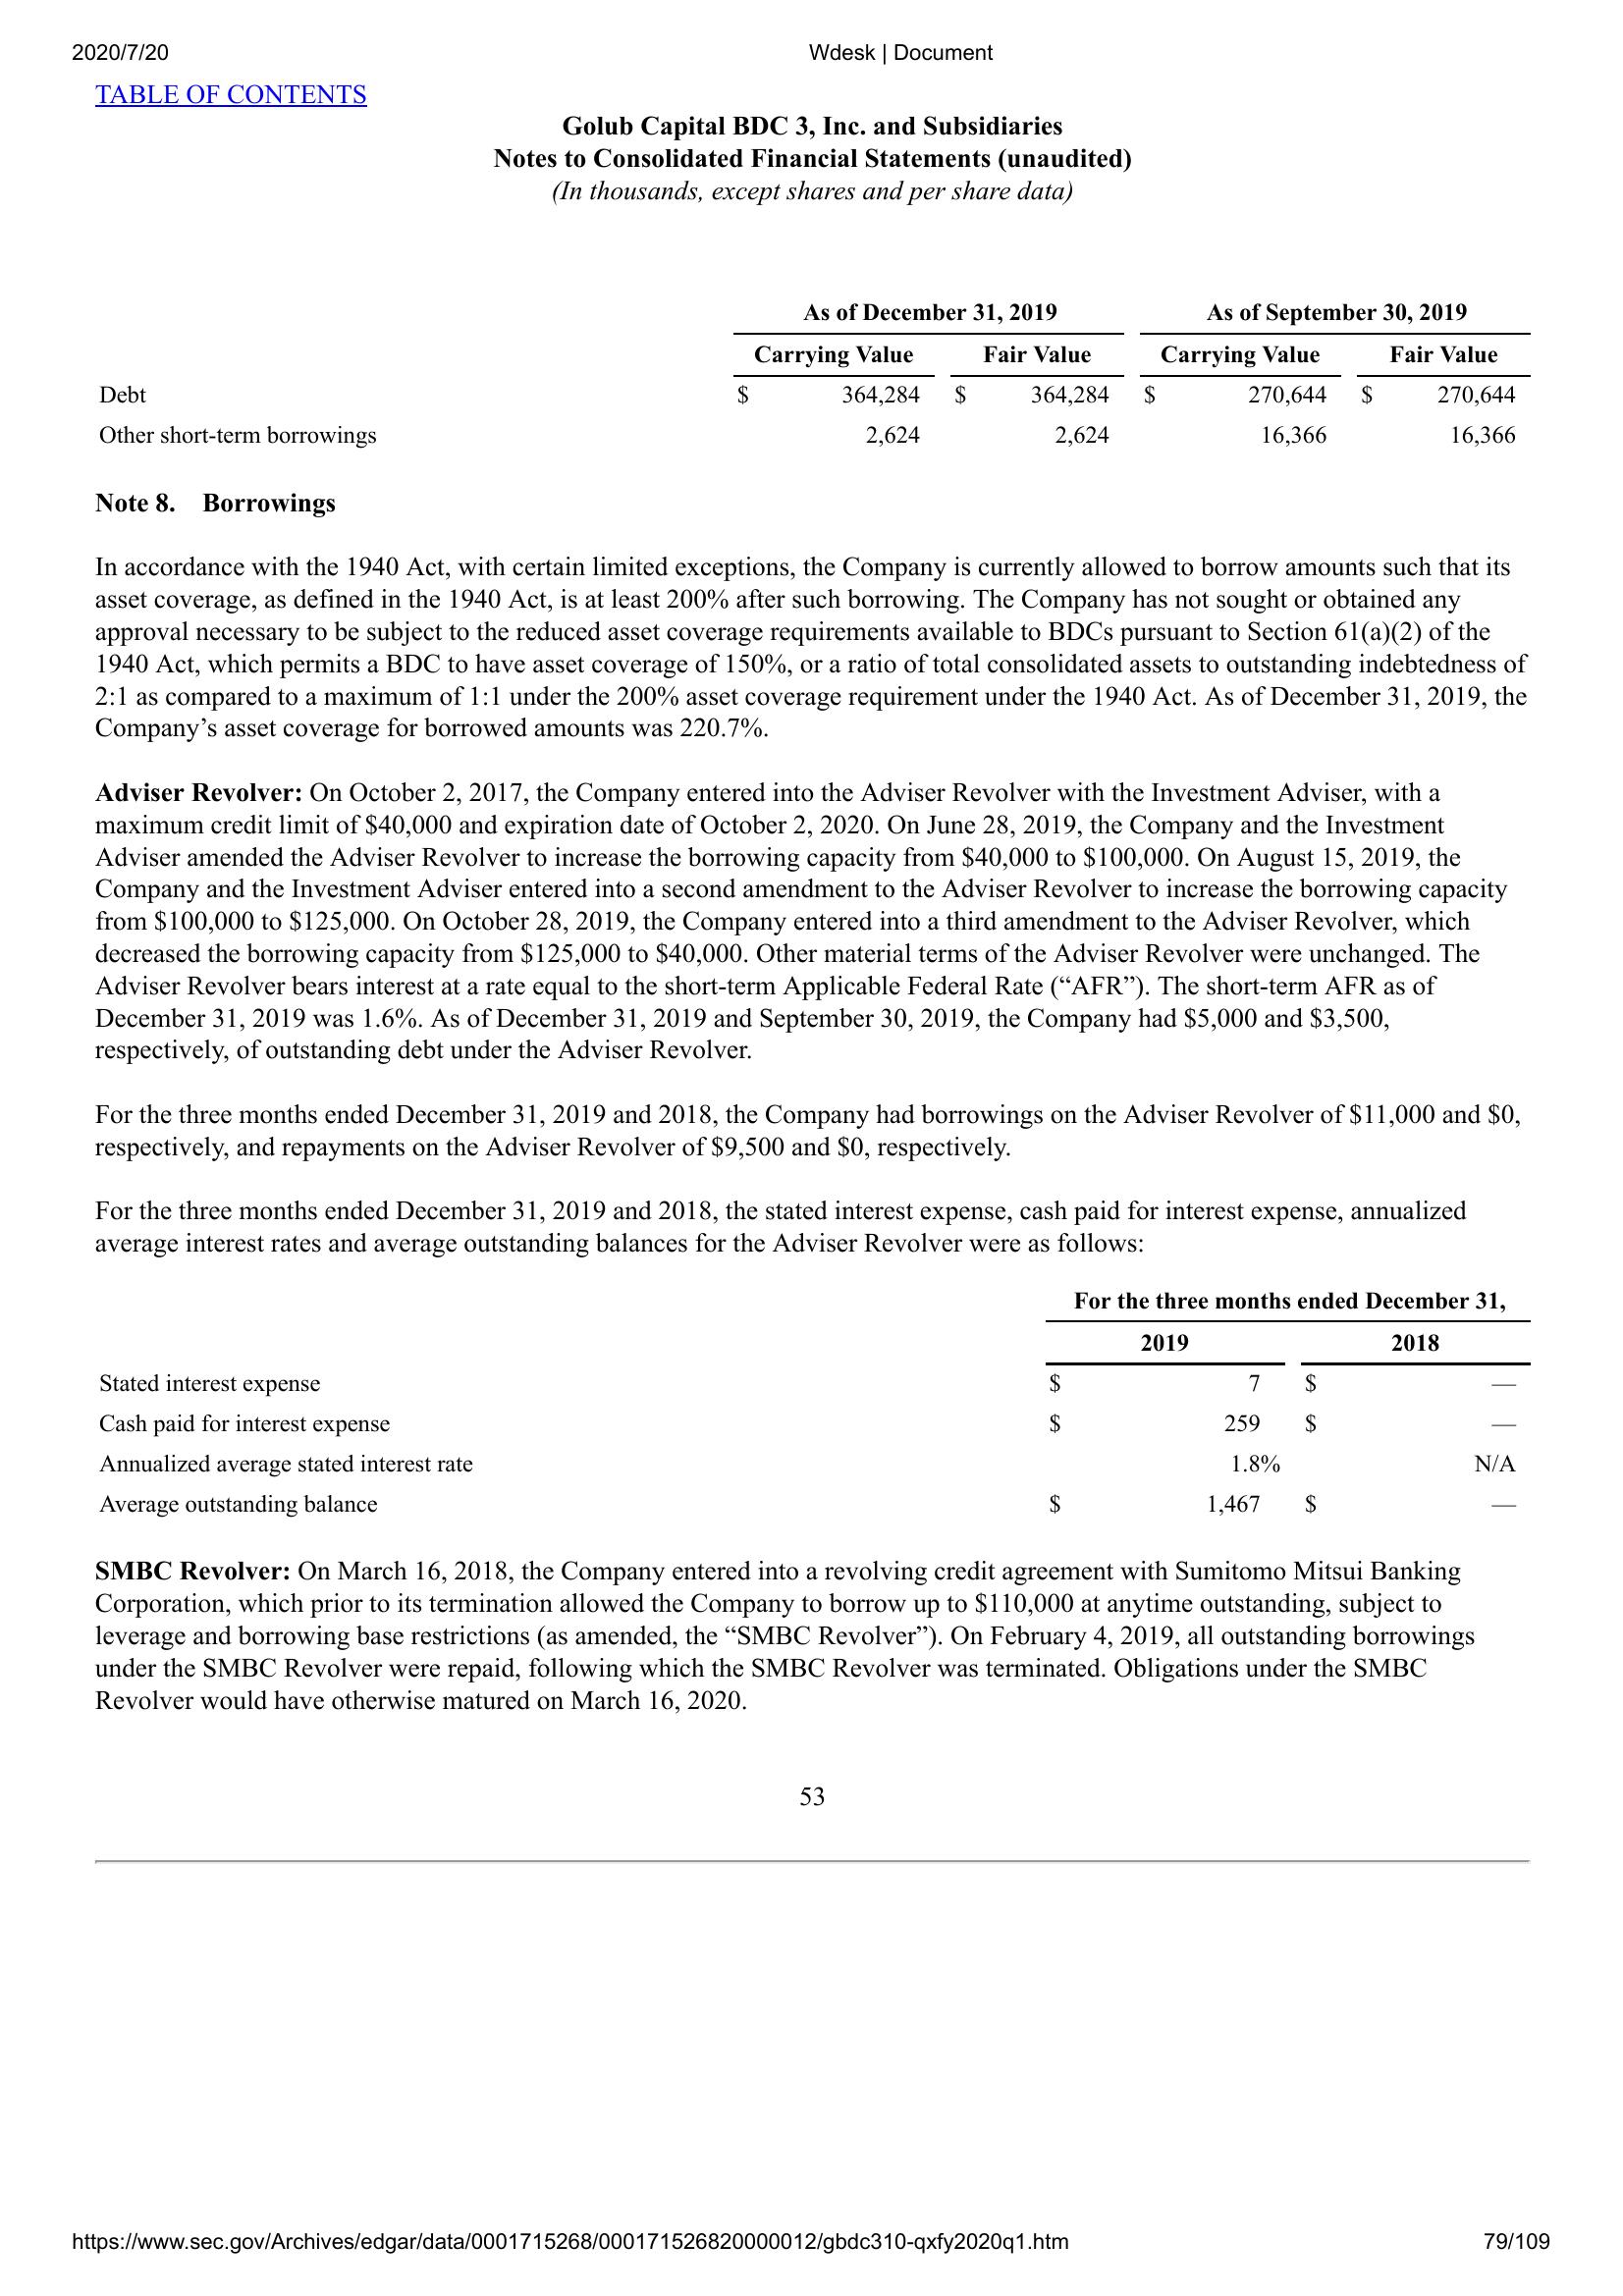 2020/7/20 Wdesk | Document
TABLE OF CONTENTS
Golub Capital BDC 3, Inc. and Subsidiaries
Notes to Consolidated Financial Statements (unaudited)
(In thousands, except shares and per share data)
As of December 31, 2019 As of September 30, 2019
Carrying Value Fair Value Carrying Value Fair Value
Debt $ 364,284 $ 364,284 $ 270,644 $ 270,644
Other short-term borrowings 2,624 2,624 16,366 16,366
Note 8. Borrowings
In accordance with the 1940 Act, with certain limited exceptions, the Company is currently allowed to borrow amounts such that its
asset coverage, as defined in the 1940 Act, is at least 200% after such borrowing. The Company has not sought or obtained any
approval necessary to be subject to the reduced asset coverage requirements available to BDCs pursuant to Section 61(a)(2) of the
1940 Act, which permits a BDC to have asset coverage of 150%, or a ratio of total consolidated assets to outstanding indebtedness of
2:1 as compared to a maximum of 1:1 under the 200% asset coverage requirement under the 1940 Act. As of December 31, 2019, the
Company’s asset coverage for borrowed amounts was 220.7%.
Adviser Revolver: On October 2, 2017, the Company entered into the Adviser Revolver with the Investment Adviser, with a
maximum credit limit of $40,000 and expiration date of October 2, 2020. On June 28, 2019, the Company and the Investment
Adviser amended the Adviser Revolver to increase the borrowing capacity from $40,000 to $100,000. On August 15, 2019, the
Company and the Investment Adviser entered into a second amendment to the Adviser Revolver to increase the borrowing capacity
from $100,000 to $125,000. On October 28, 2019, the Company entered into a third amendment to the Adviser Revolver, which
decreased the borrowing capacity from $125,000 to $40,000. Other material terms of the Adviser Revolver were unchanged. The
Adviser Revolver bears interest at a rate equal to the short-term Applicable Federal Rate (“AFR”). The short-term AFR as of
December 31, 2019 was 1.6%. As of December 31, 2019 and September 30, 2019, the Company had $5,000 and $3,500,
respectively, of outstanding debt under the Adviser Revolver.
For the three months ended December 31, 2019 and 2018, the Company had borrowings on the Adviser Revolver of $11,000 and $0,
respectively, and repayments on the Adviser Revolver of $9,500 and $0, respectively.
For the three months ended December 31, 2019 and 2018, the stated interest expense, cash paid for interest expense, annualized
average interest rates and average outstanding balances for the Adviser Revolver were as follows:
For the three months ended December 31,
2019 2018
Stated interest expense $ 7 $ —
Cash paid for interest expense $ 259 $ —
Annualized average stated interest rate 1.8% N/A
Average outstanding balance $ 1,467 $ —
SMBC Revolver: On March 16, 2018, the Company entered into a revolving credit agreement with Sumitomo Mitsui Banking
Corporation, which prior to its termination allowed the Company to borrow up to $110,000 at anytime outstanding, subject to
leverage and borrowing base restrictions (as amended, the “SMBC Revolver”). On February 4, 2019, all outstanding borrowings
under the SMBC Revolver were repaid, following which the SMBC Revolver was terminated. Obligations under the SMBC
Revolver would have otherwise matured on March 16, 2020.
53
https://www.sec.gov/Archives/edgar/data/0001715268/000171526820000012/gbdc310-qxfy2020q1.htm 79/109